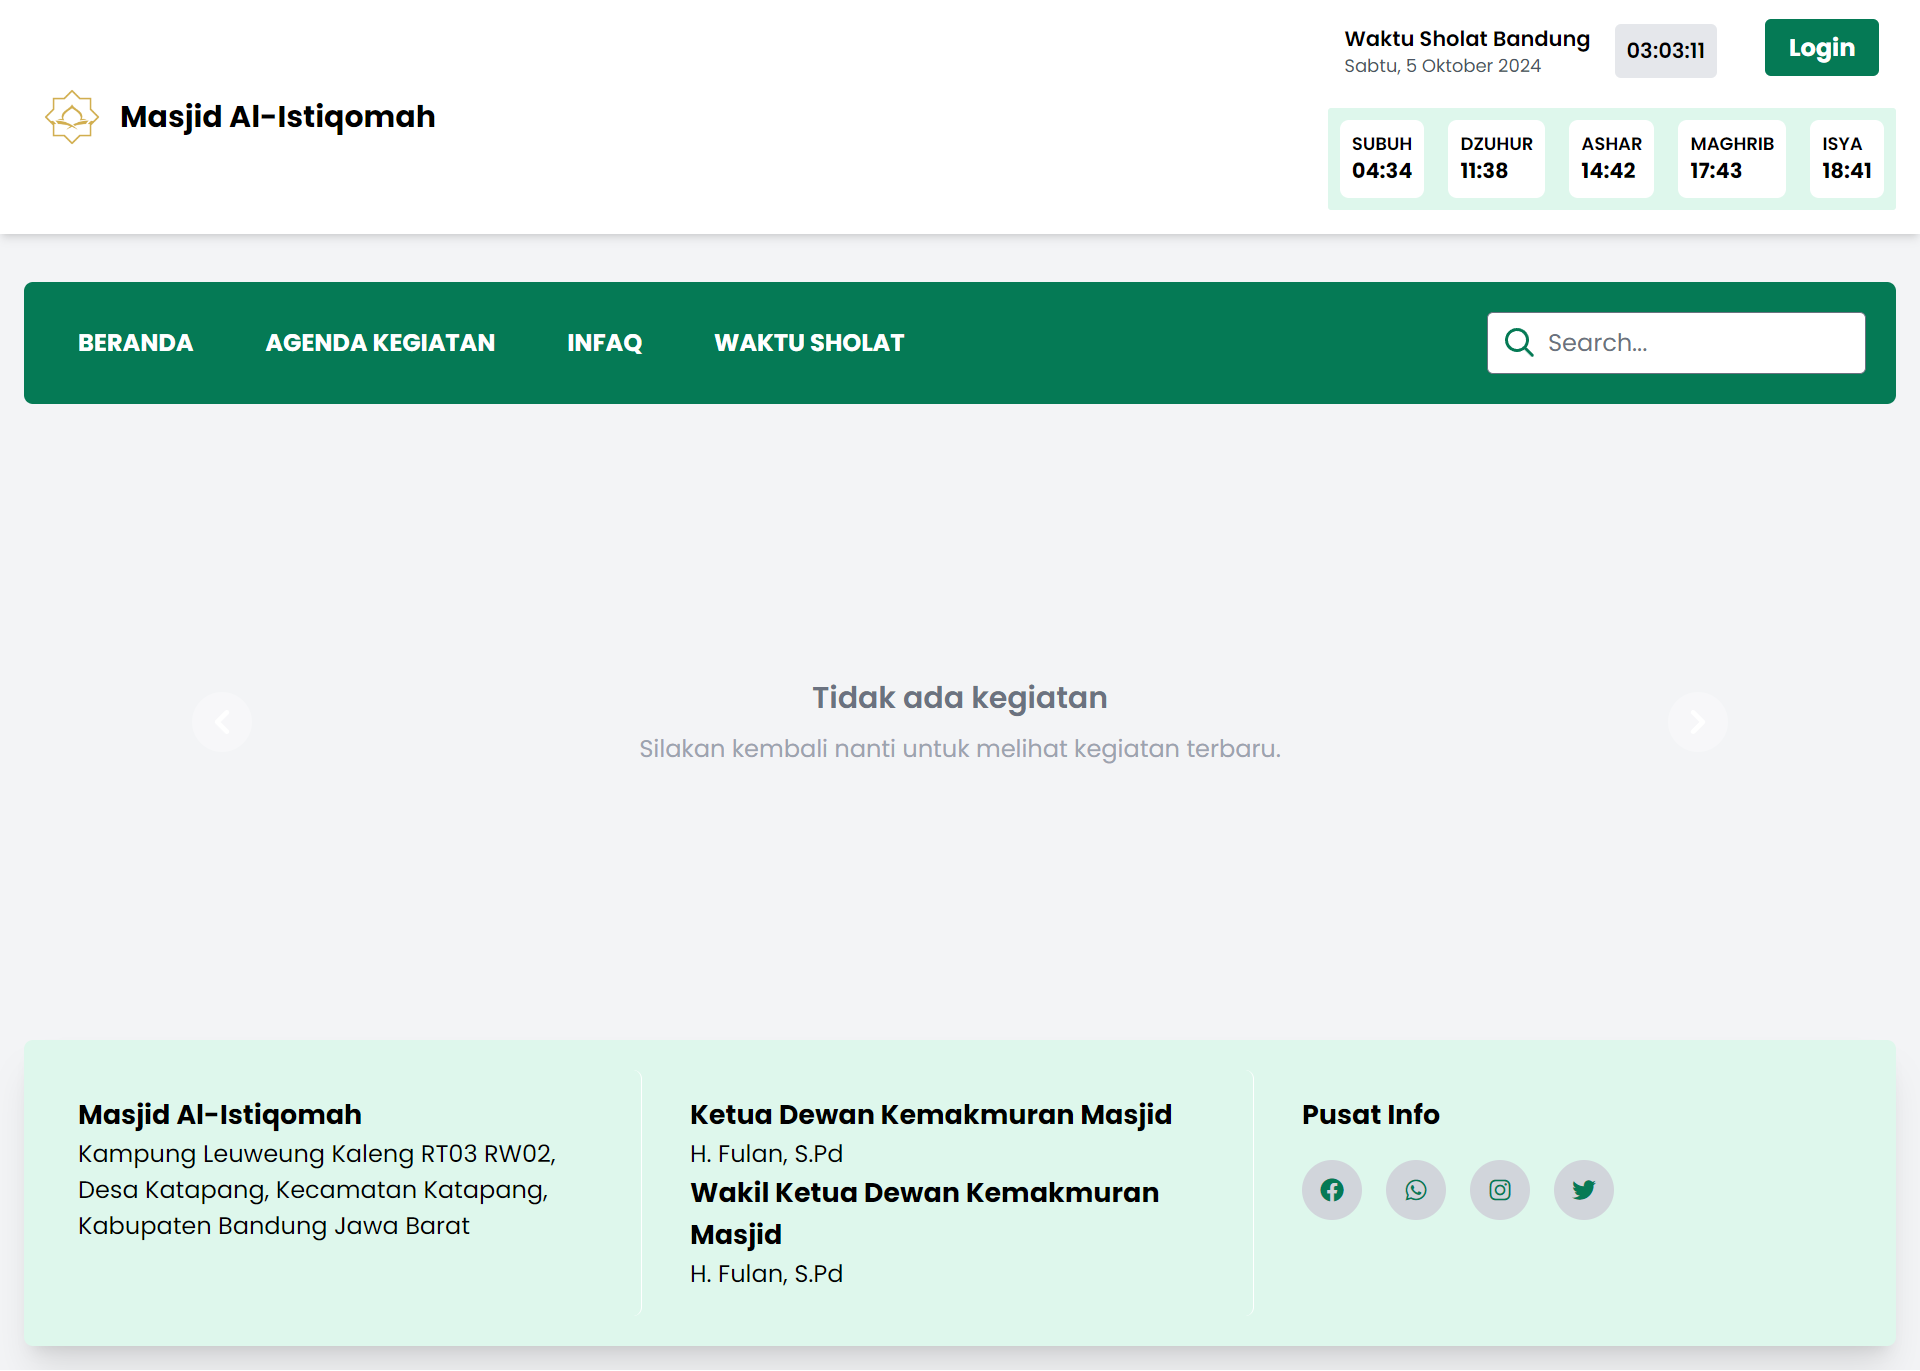 Masjid Al-Istiqomah
Waktu Sholat Bandung
Sabtu, 5 Oktober 2024
03:03:11
Login
SUBUH
04:34
DZUHUR
11:38
ASHAR
14:42
MAGHRIB
17:43
ISYA
18:41
BERANDA
AGENDA KEGIATAN
INFAQ
WAKTU SHOLAT
Search...
Tidak ada kegiatan
Silakan kembali nanti untuk melihat kegiatan terbaru.
Masjid Al-Istiqomah
Kampung Leuweung Kaleng RT03 RW02,
Desa Katapang, Kecamatan Katapang,
Kabupaten Bandung Jawa Barat
Ketua Dewan Kemakmuran Masjid
H. Fulan, S.Pd
Wakil Ketua Dewan Kemakmuran
Masjid
H. Fulan, S.Pd
Pusat Info